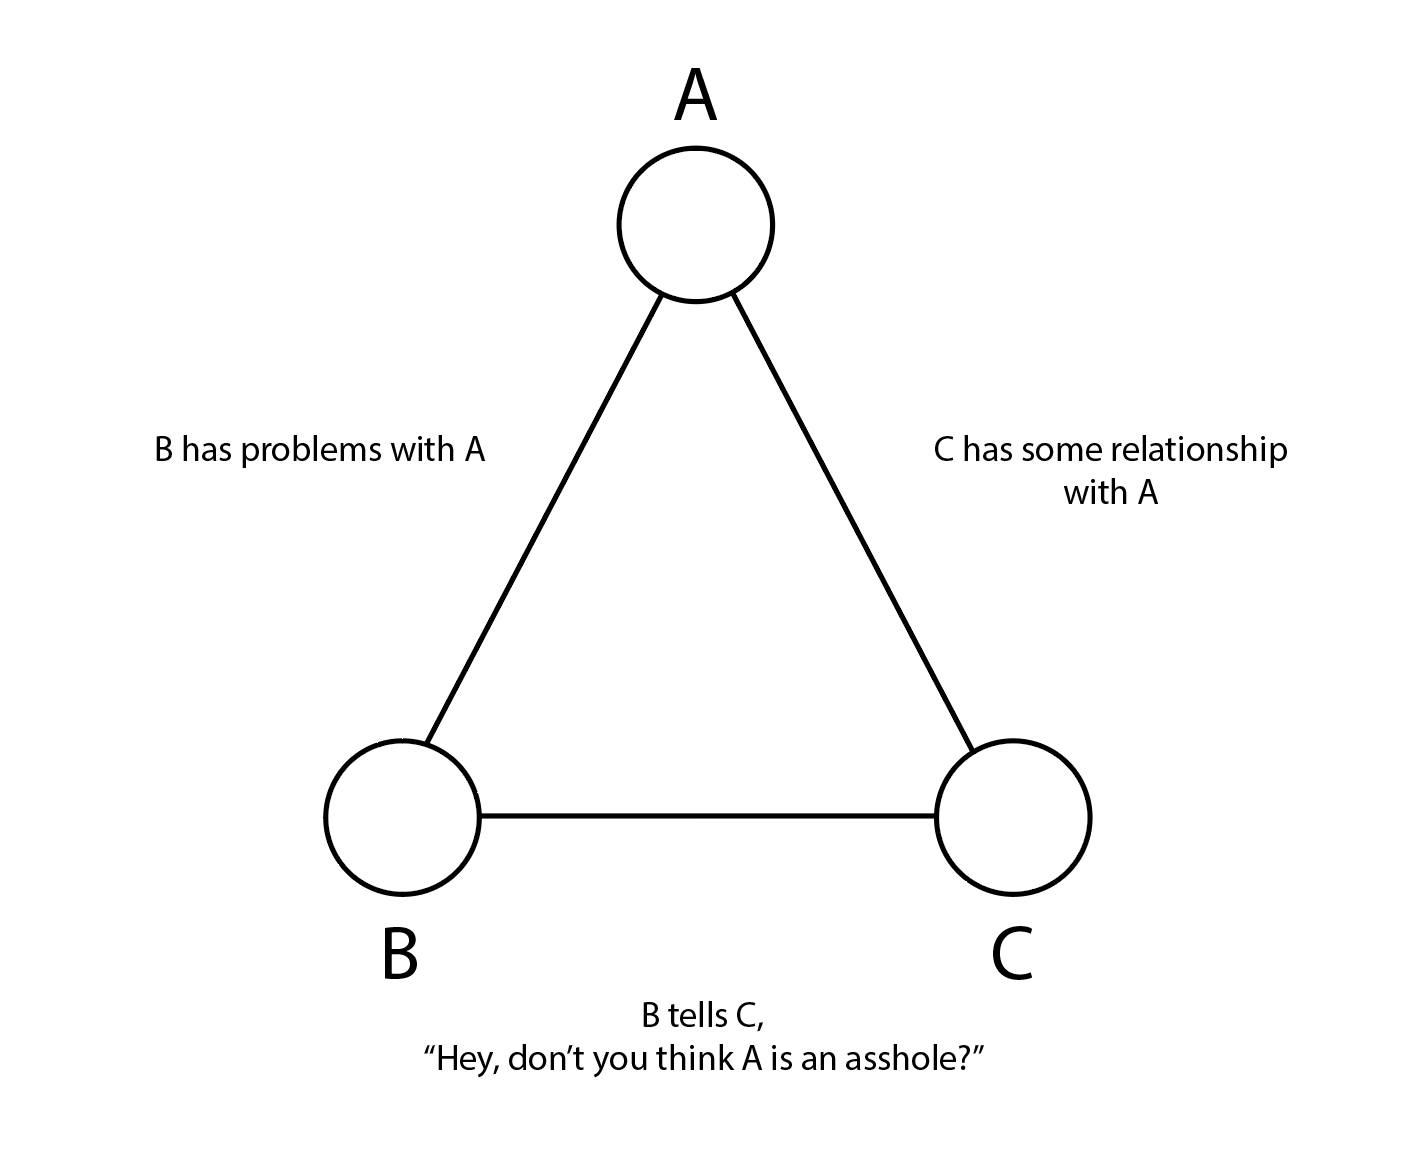 A
B has problems with A
C has some relationship
with A
B
C
B tells C,
“Hey, don’t you think A is an asshole?”